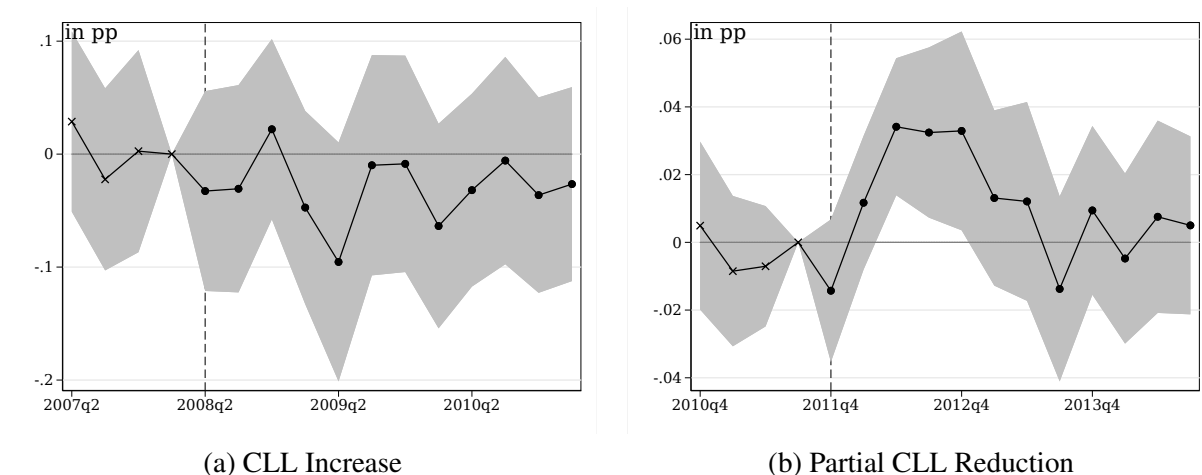 in pp
.1
0
-.1
-.2
2007q2 2008q2 2009q2 2010q2
(a) CLL Increase
in pp
.06
.04
.02
0
-.02
-.04
2010q4 2011q4 2012q4 2013q4
(b) Partial CLL Reduction